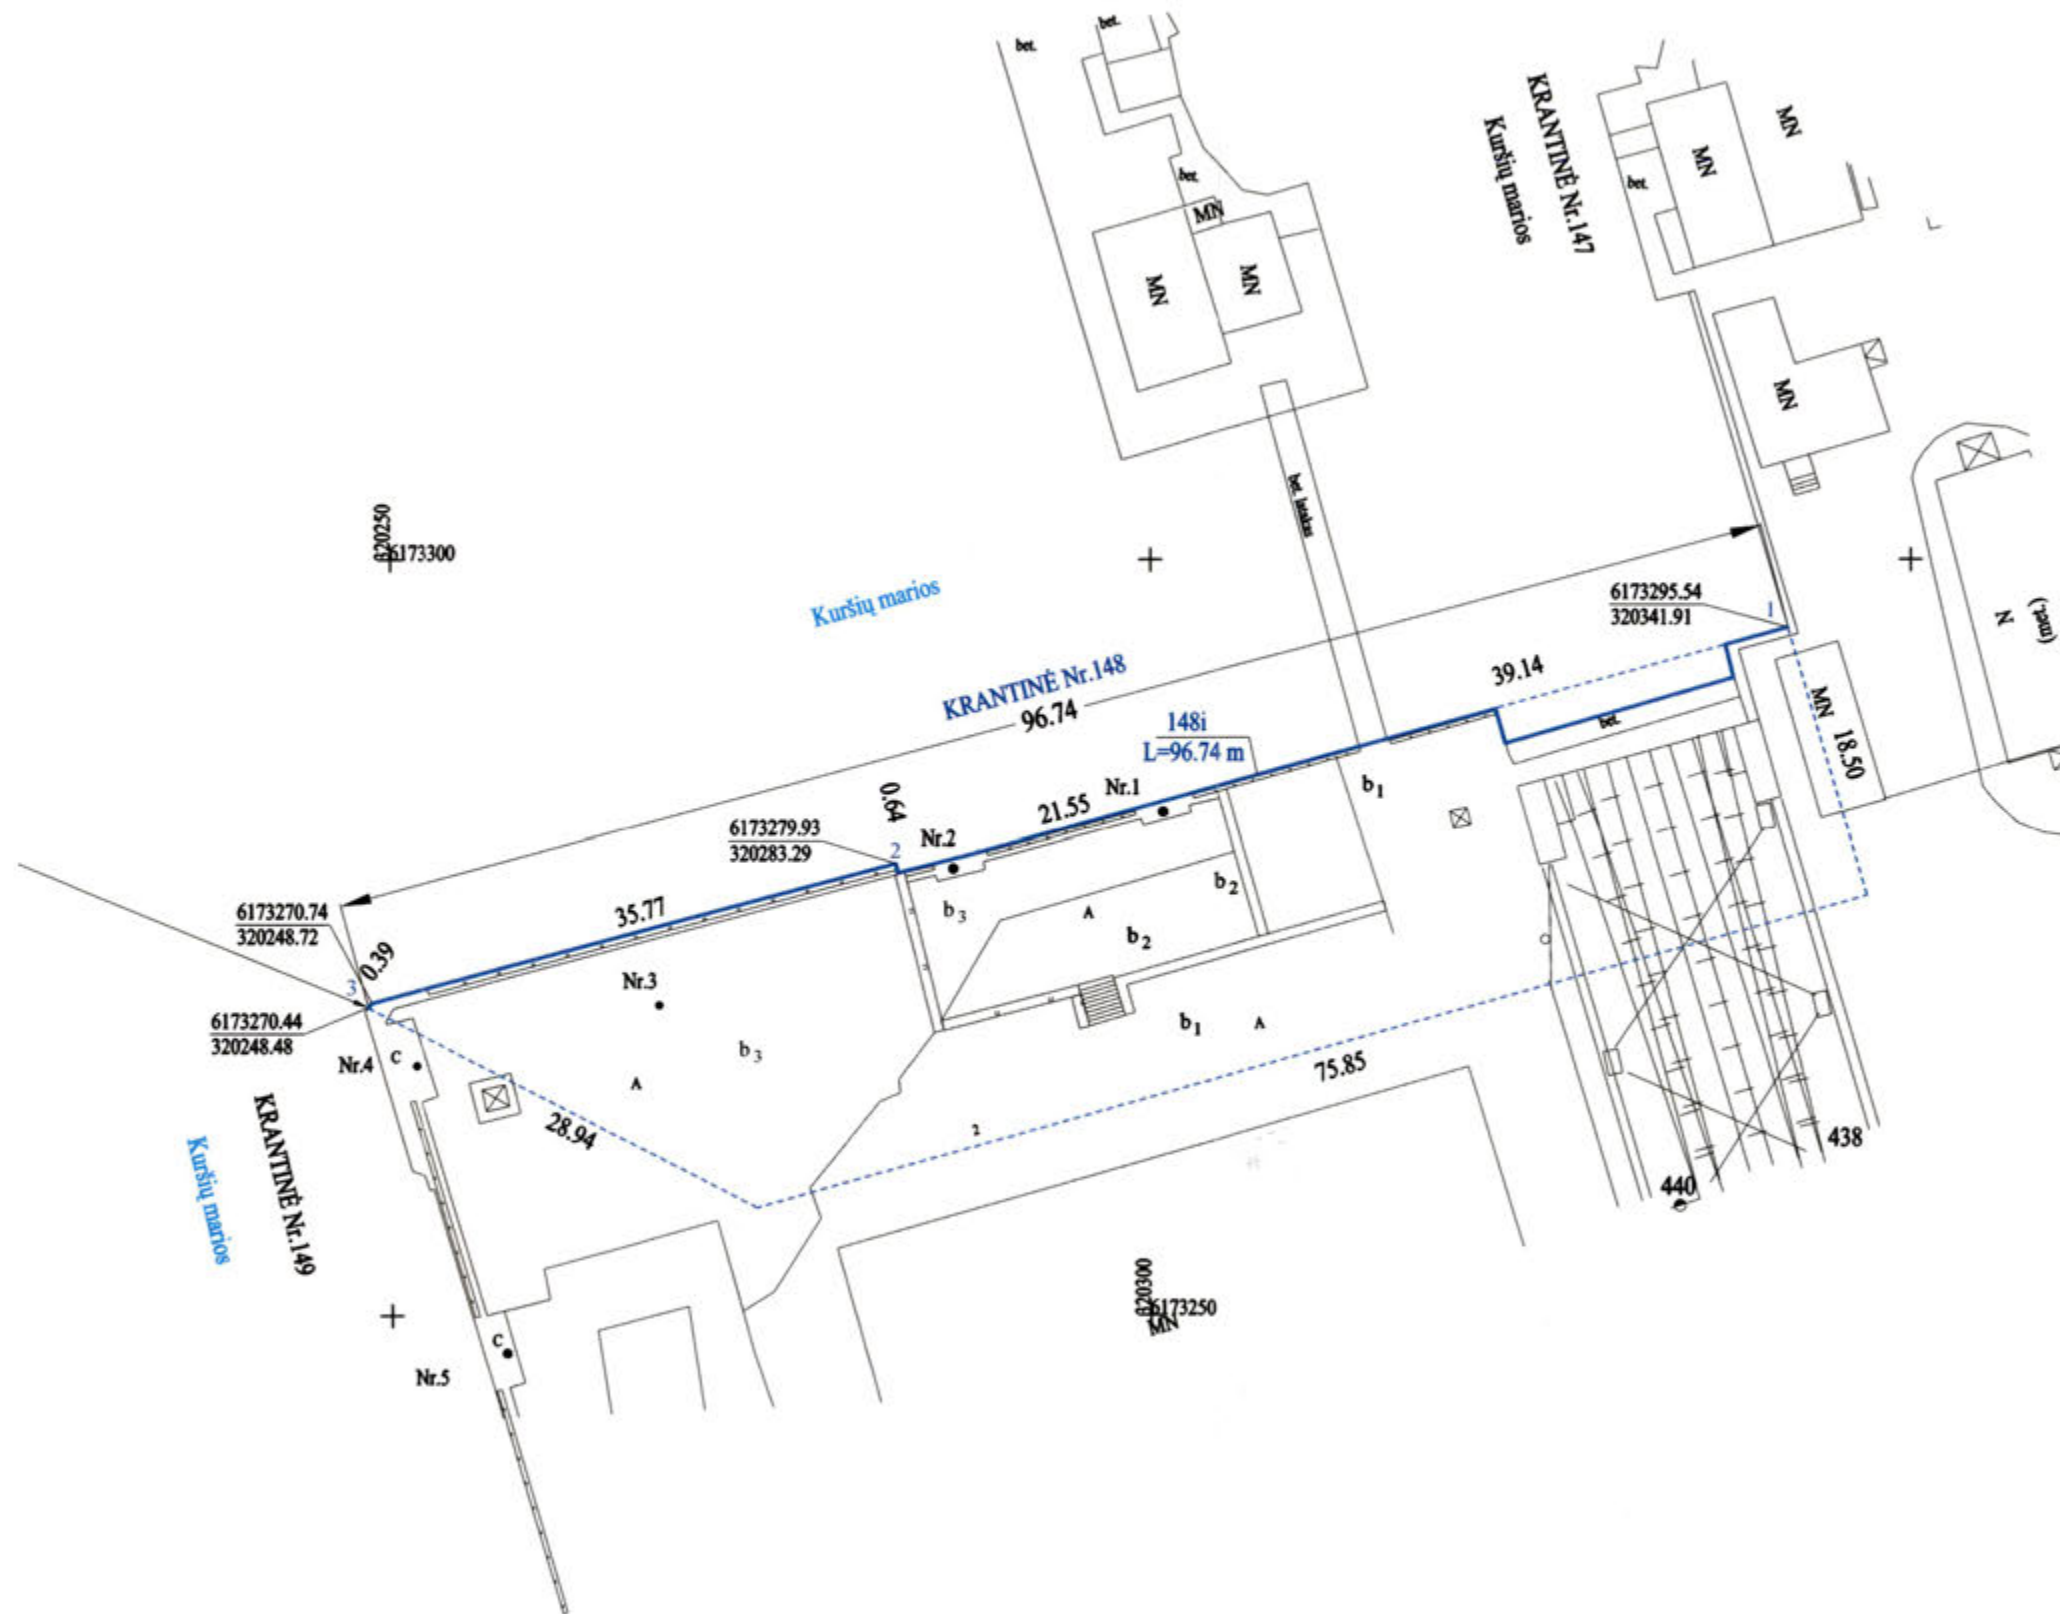 bet.
bet.
KRANTINĖ Nr.147
Kuršių marios
MN
MN
bet.
bet.
MN
MN
MN
MN
bet. latakas
320250
6173300
Kuršių marios
6173295.54
320341.91
1
N
(met.)
KRANTINĖ Nr.148
96.74
39.14
148i
L=96.74 m
bet.
MN
18.50
Nr.1
b1
0.64
21.55
6173279.93
320283.29
2
Nr.2
b2
35.77
b3
A
b2
6173270.74
320248.72
0.39
3
Nr.3
6173270.44
320248.48
b1
A
Nr.4
C
b3
A
75.85
28.94
2
KRANTINĖ Nr.149
Kuršių marios
438
440
320300
6173250
MN
C
Nr.5